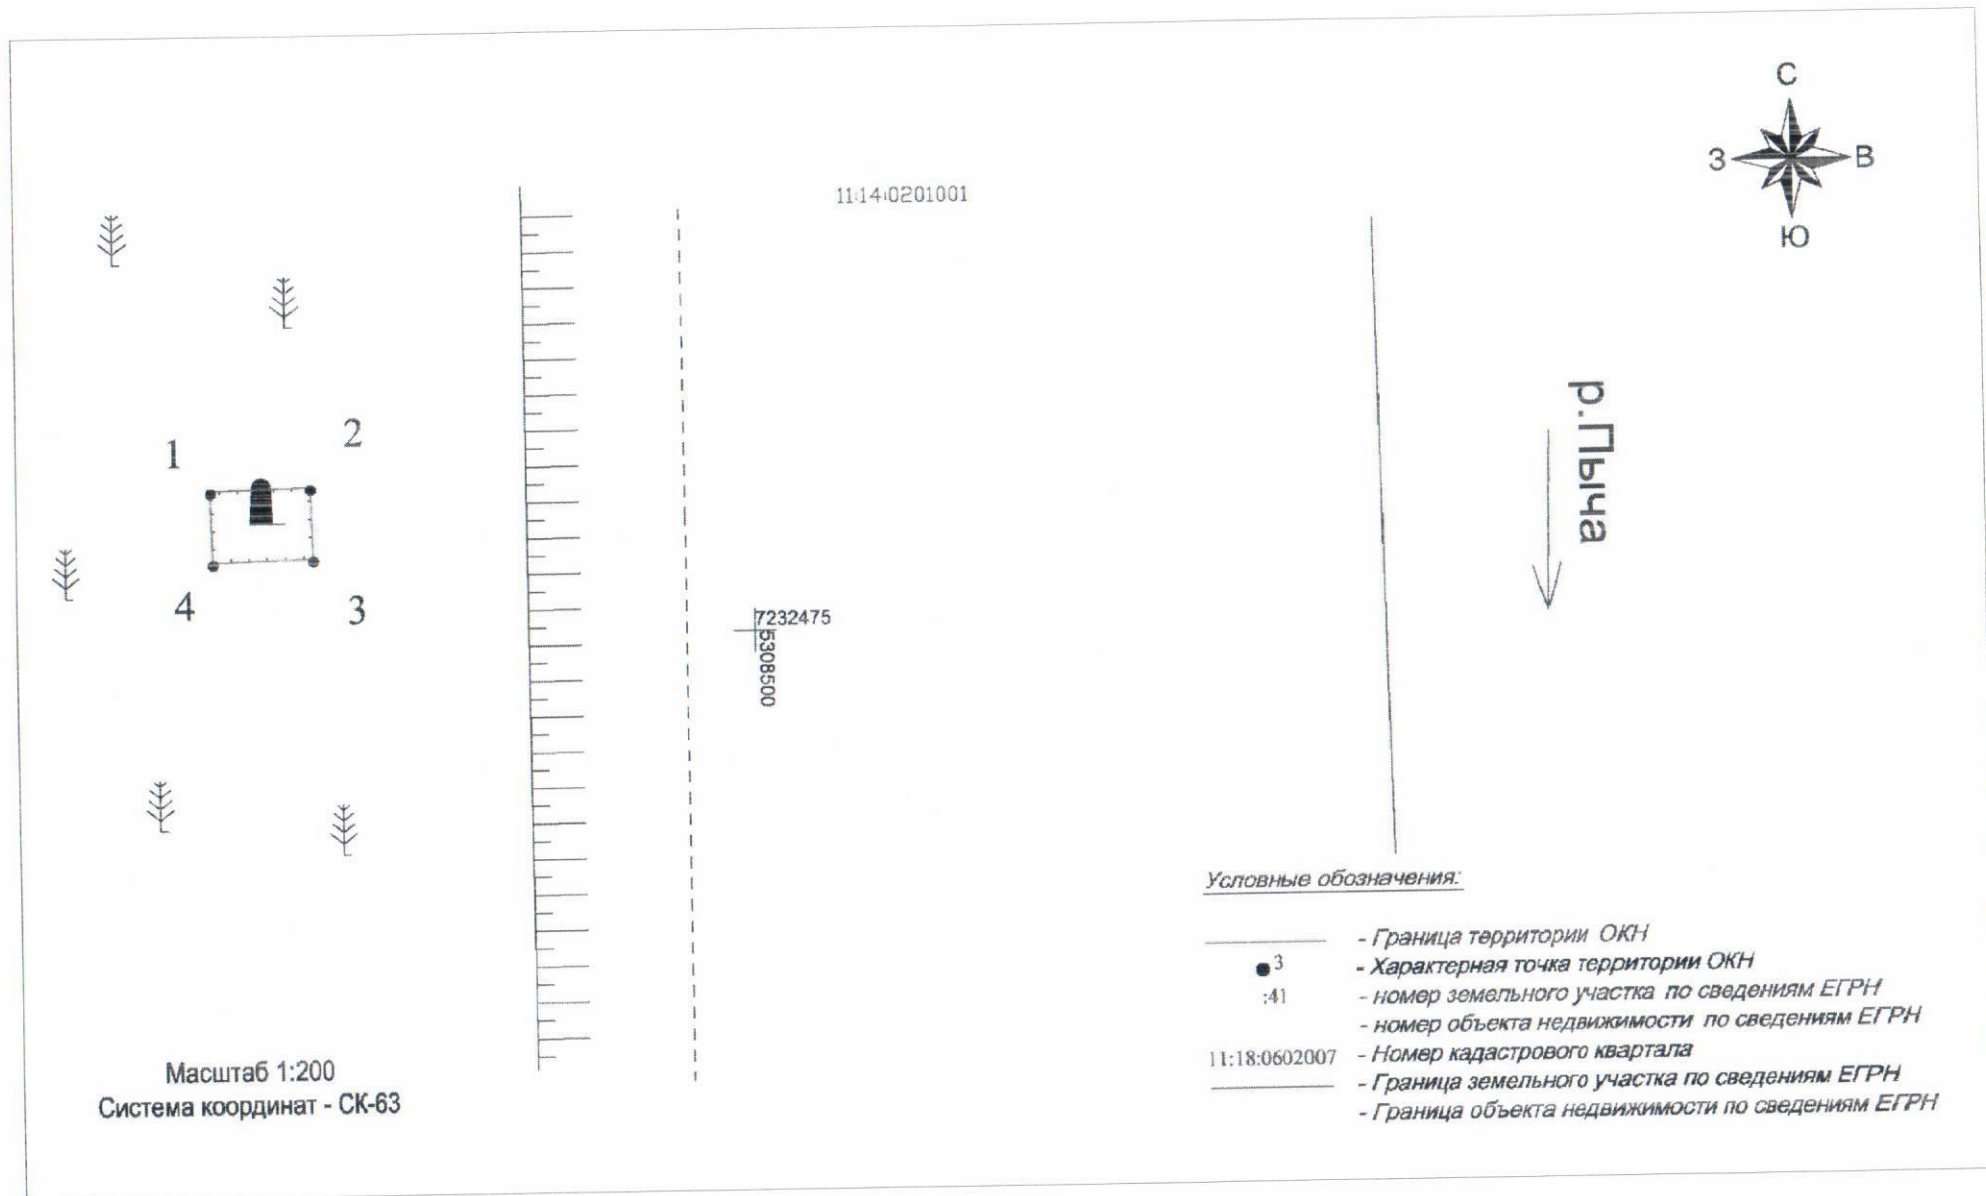 С
З
В
Ю
11:14:0201001
р.Пыча
1
2
4
3
7232475
5308500
Условные обозначения:
- Граница территории ОКН
3
- Характерная точка территории ОКН
:41
- номер земельного участка по сведениям ЕГРН
- номер объекта недвижимости по сведениям ЕГРН
11:18:0602007 - Номер кадастрового квартала
- Граница земельного участка по сведениям ЕГРН
- Граница объекта недвижимости по сведениям ЕГРН
Масштаб 1:200
Система координат - СК-63